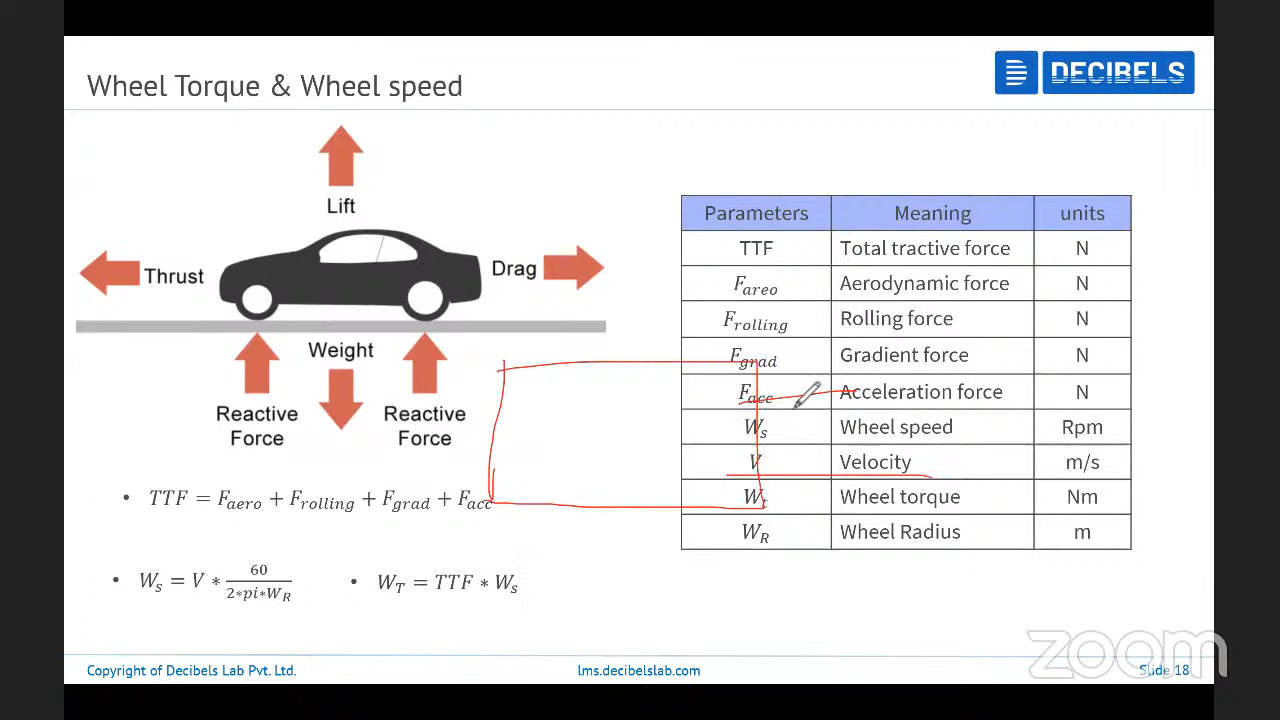 Wheel Torque & Wheel speed
DECIBELS
Lift
Thrust
Drag
Weight
Reactive Force
Reactive Force
• TTF = F_aero + F_rolling + F_grad + F_acc
• W_s = V * 60 / 2*pi*W_R
• W_T = TTF * W_s
Parameters Meaning units
TTF Total tractive force N
F_areo Aerodynamic force N
F_rolling Rolling force N
F_grad Gradient force N
F_acc Acceleration force N
W_s Wheel speed Rpm
V Velocity m/s
W_t Wheel torque Nm
W_R Wheel Radius m
Copyright of Decibels Lab Pvt. Ltd.
lms.decibelslab.com
Slide 18
zoom